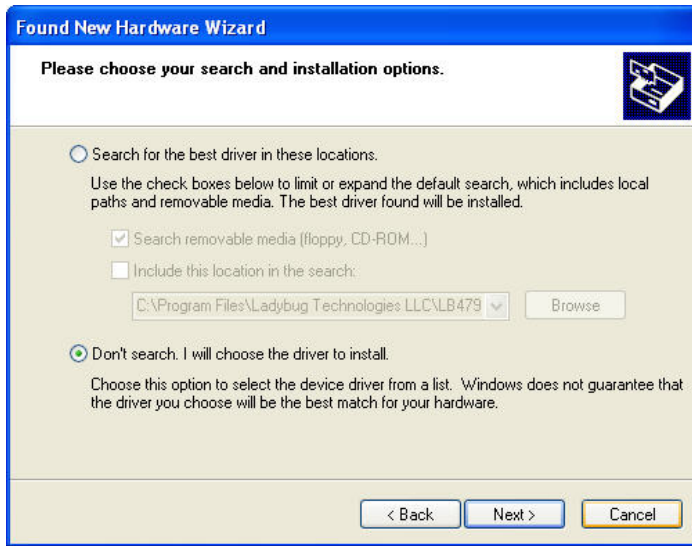 Found New Hardware Wizard
Please choose your search and installation options.
Search for the best driver in these locations.
Use the check boxes below to limit or expand the default search, which includes local
paths and removable media. The best driver found will be installed.
Search removable media (floppy, CD-ROM...)
Include this location in the search:
C:\Program Files\Ladybug Technologies LLC\LB479
Browse
Don't search. I will choose the driver to install.
Choose this option to select the device driver from a list. Windows does not guarantee that
the driver you choose will be the best match for your hardware.
< Back
Next >
Cancel